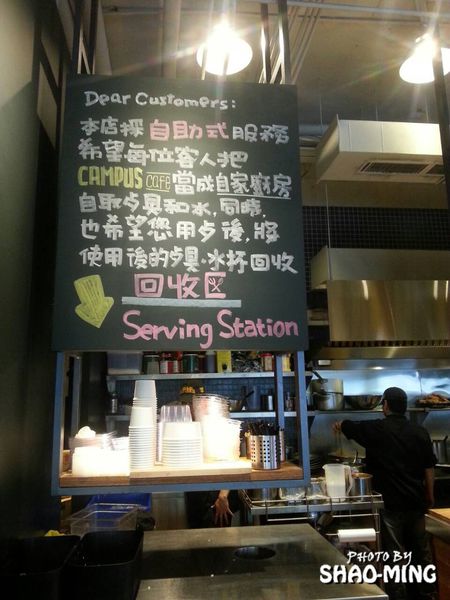 Dear Customers:
本店採自助式服務
希望每位客人把
CAMPUS CAFE 當成自家廚房
自取歺具和水,同時,
也希望您用歺後,將
使用後的歺具、水杯回收
回收區
Serving Station
PHOTO BY
SHAO-MING